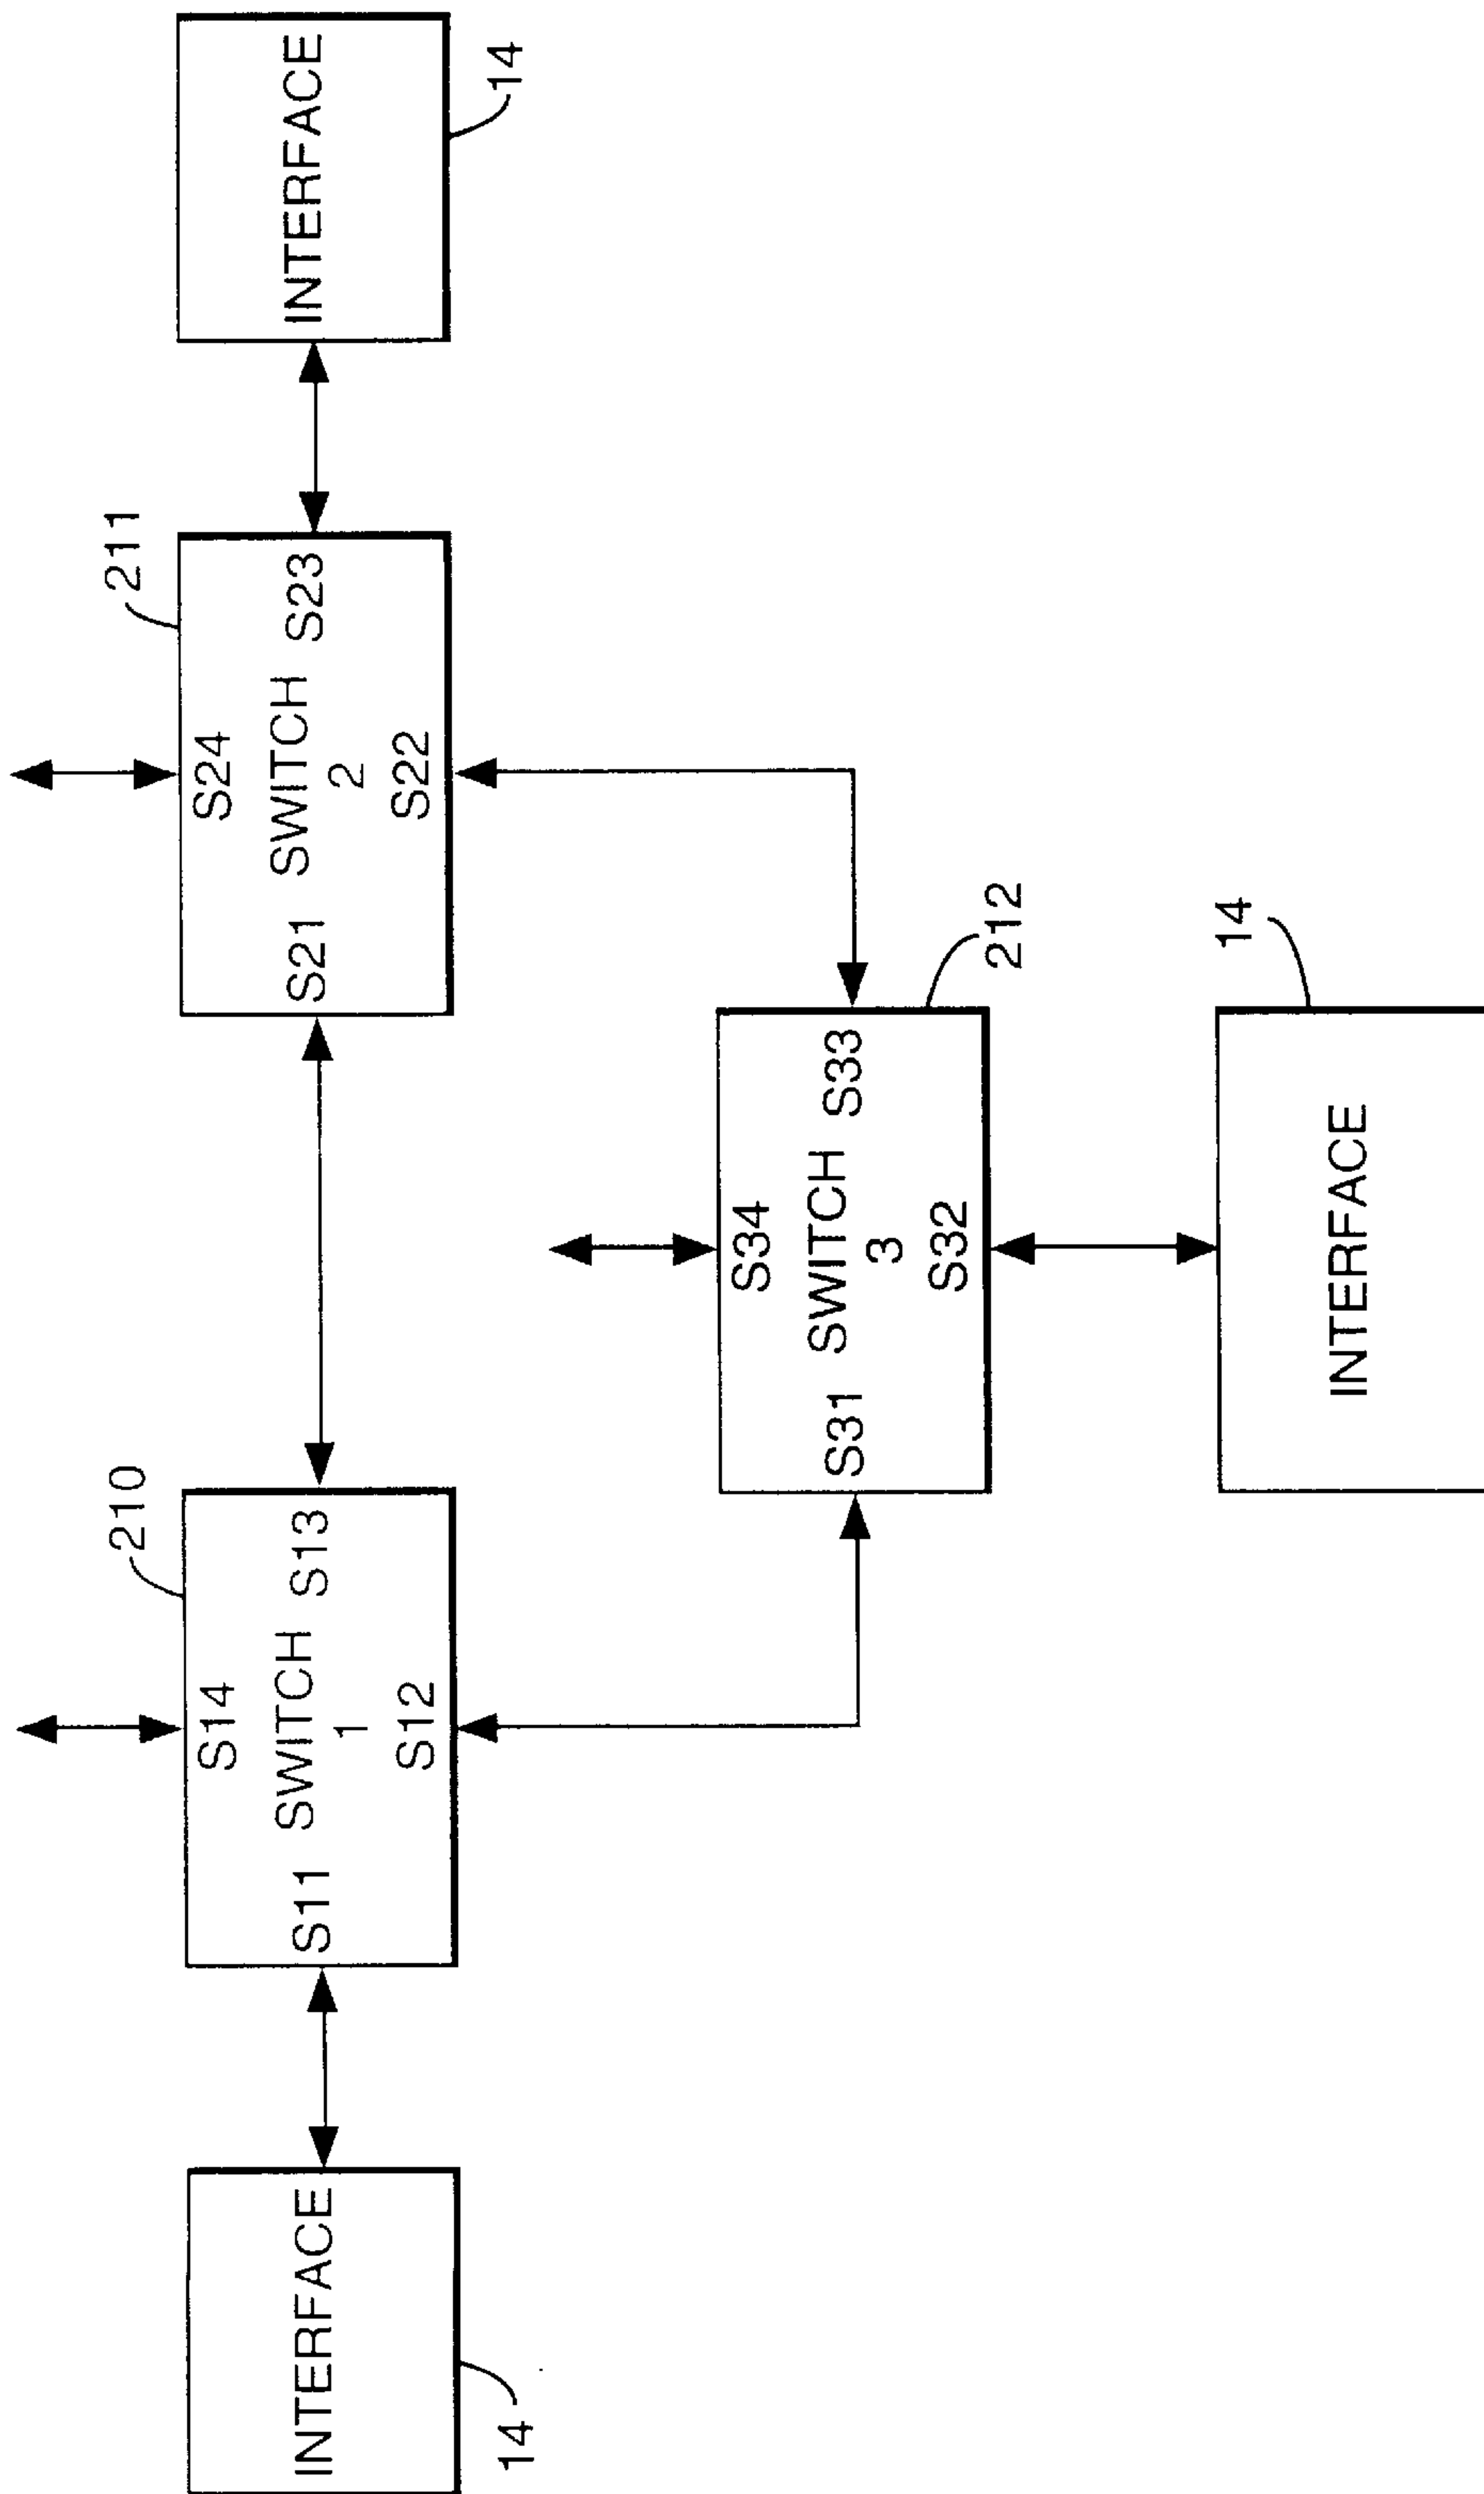 210
211
S14
S24
INTERFACE
S11 SWITCH S13
1
S12
S21 SWITCH S23
2
S22
INTERFACE
14
14
S34
S31 SWITCH S33
3
S32
212
14
INTERFACE